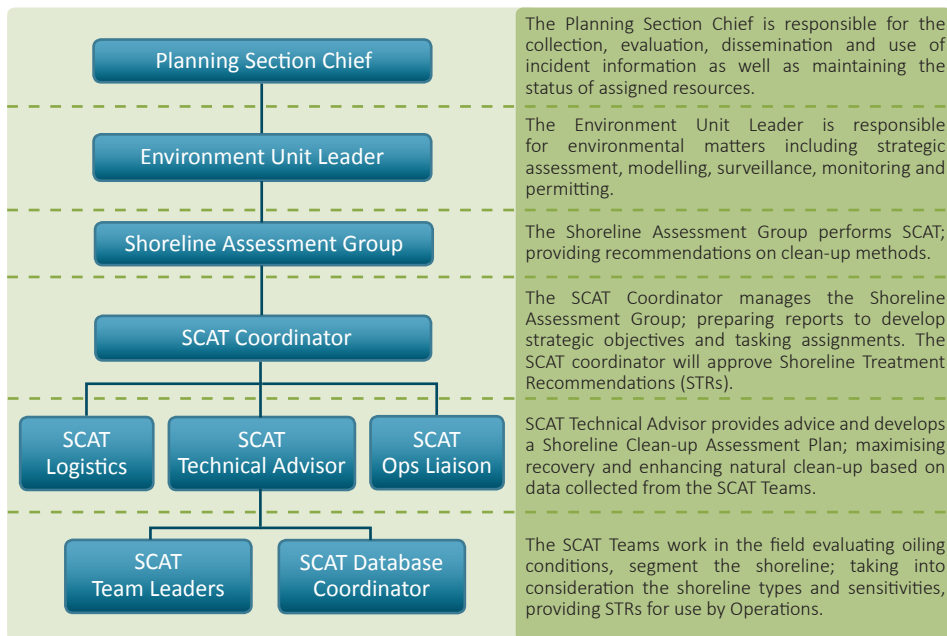 Planning Section Chief
The Planning Section Chief is responsible for the
collection, evaluation, dissemination and use of
incident information as well as maintaining the
status of assigned resources.
Environment Unit Leader
The Environment Unit Leader is responsible
for environmental matters including strategic
assessment, modelling, surveillance, monitoring and
permitting.
Shoreline Assessment Group
The Shoreline Assessment Group performs SCAT;
providing recommendations on clean-up methods.
SCAT Coordinator
The SCAT Coordinator manages the Shoreline
Assessment Group; preparing reports to develop
strategic objectives and tasking assignments. The
SCAT coordinator will approve Shoreline Treatment
Recommendations (STRs).
SCAT
Logistics
SCAT
Technical Advisor
SCAT
Ops Liaison
SCAT Technical Advisor provides advice and develops
a Shoreline Clean-up Assessment Plan; maximising
recovery and enhancing natural clean-up based on
data collected from the SCAT Teams.
SCAT
Team Leaders
SCAT Database
Coordinator
The SCAT Teams work in the field evaluating oiling
conditions, segment the shoreline; taking into
consideration the shoreline types and sensitivities,
providing STRs for use by Operations.